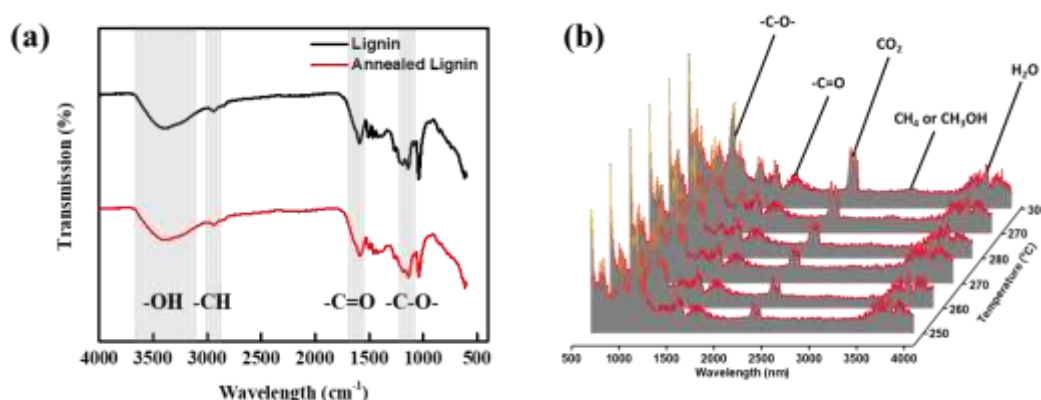 (a)
Lignin
Annealed Lignin
Transmission (%)
-OH
-CH
-C=O
-C-O-
4000 3500 3000 2500 2000 1500 1000 500
Wavelength (cm⁻¹)
(b)
-C-O-
CO₂
-C=O
H₂O
CH₄ or CH₃OH
30
270
280
270
260
250
Temperature (°C)
500 1000 1500 2000 2500 3000 3500 4000
Wavelength (nm)